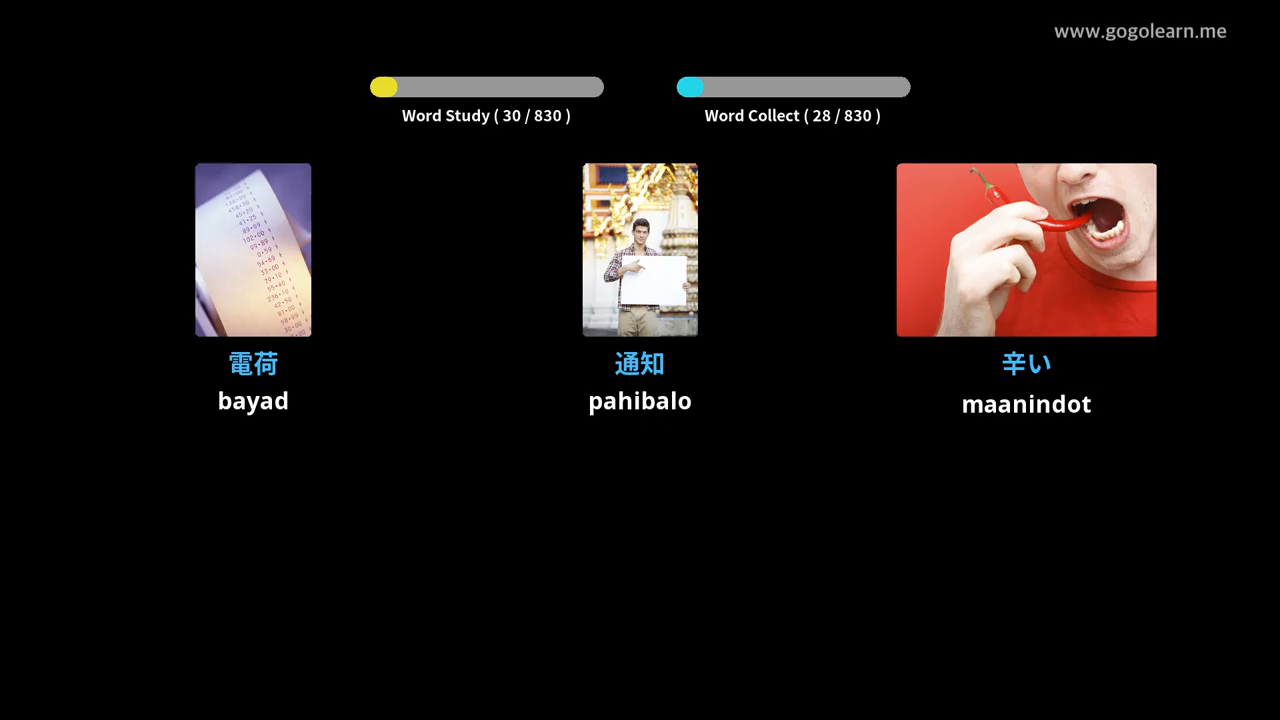 www.gogolearn.me
Word Study ( 30 / 830 )
Word Collect ( 28 / 830 )
電荷
bayad
通知
pahibalo
辛い
maanindot